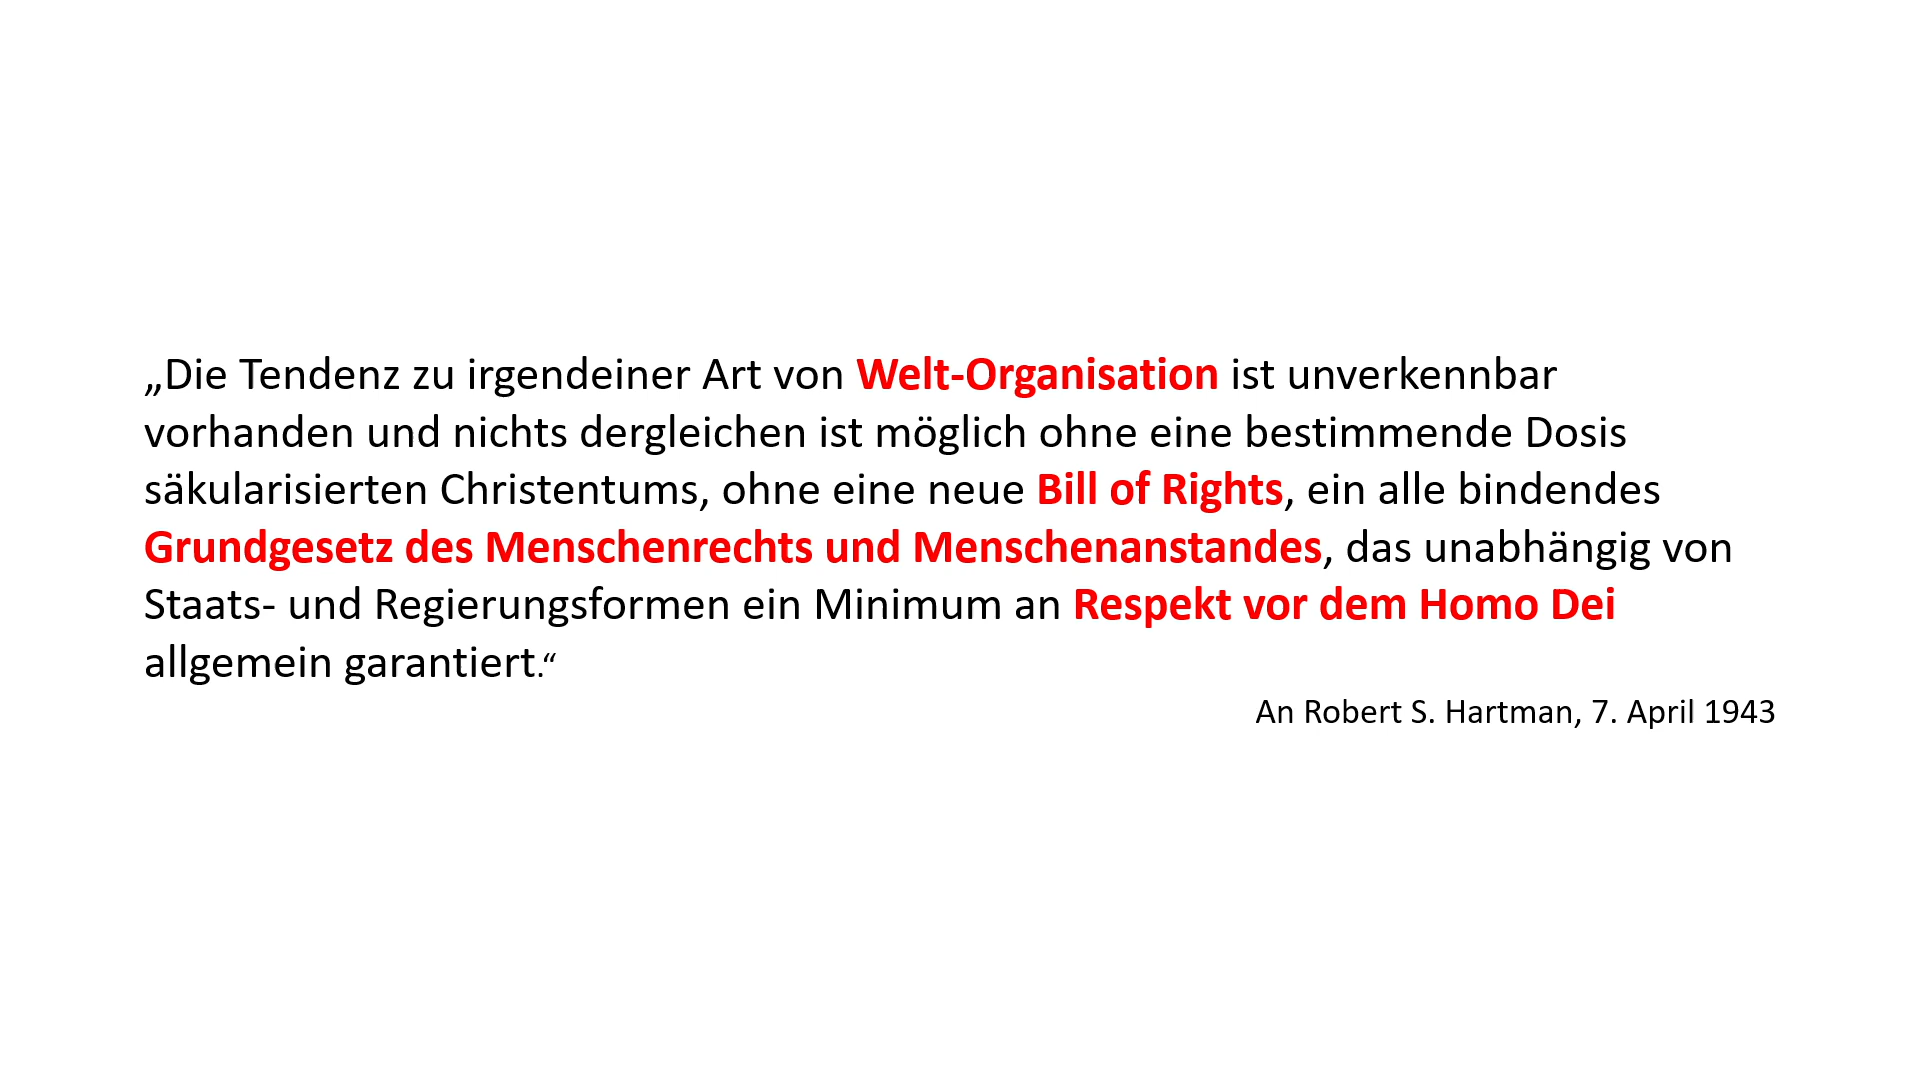 „Die Tendenz zu irgendeiner Art von Welt-Organisation ist unverkennbar
vorhanden und nichts dergleichen ist möglich ohne eine bestimmende Dosis
säkularisierten Christentums, ohne eine neue Bill of Rights, ein alle bindendes
Grundgesetz des Menschenrechts und Menschenanstandes, das unabhängig von
Staats- und Regierungsformen ein Minimum an Respekt vor dem Homo Dei
allgemein garantiert.“
An Robert S. Hartman, 7. April 1943